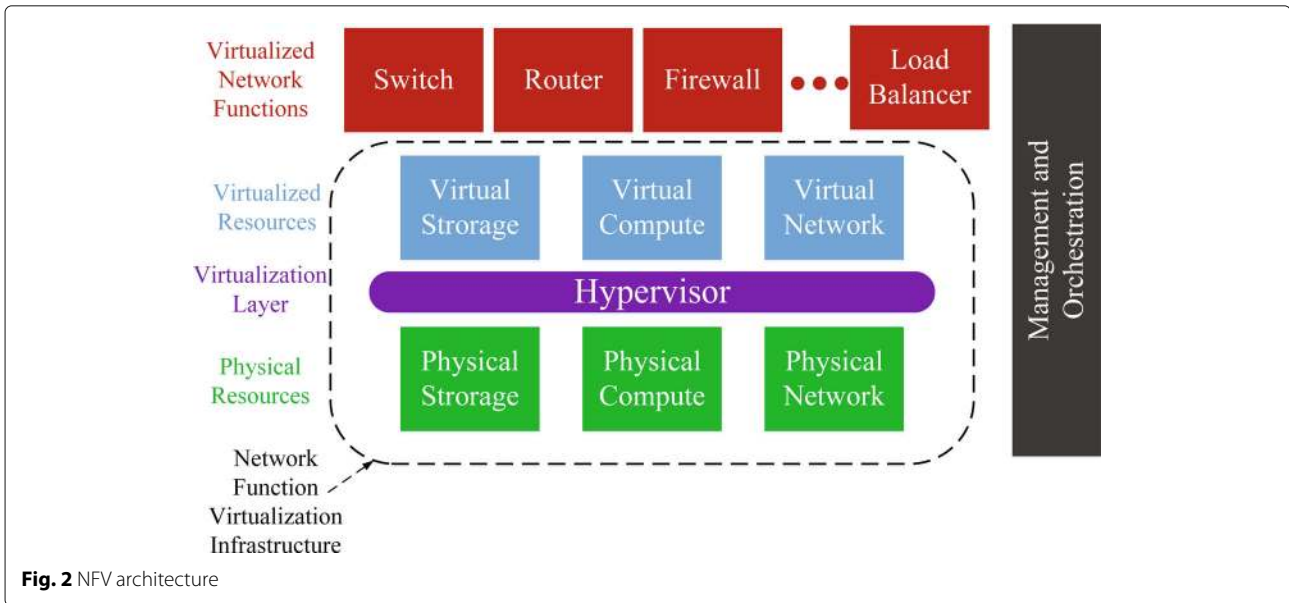 Virtualized
Network
Functions
Switch
Router
Firewall
Load
Balancer
Virtualized
Resources
Virtual
Strorage
Virtual
Compute
Virtual
Network
Virtualization
Layer
Hypervisor
Physical
Resources
Physical
Strorage
Physical
Compute
Physical
Network
Network
Function
Virtualization
Infrastructure
Management and
Orchestration
Fig. 2 NFV architecture